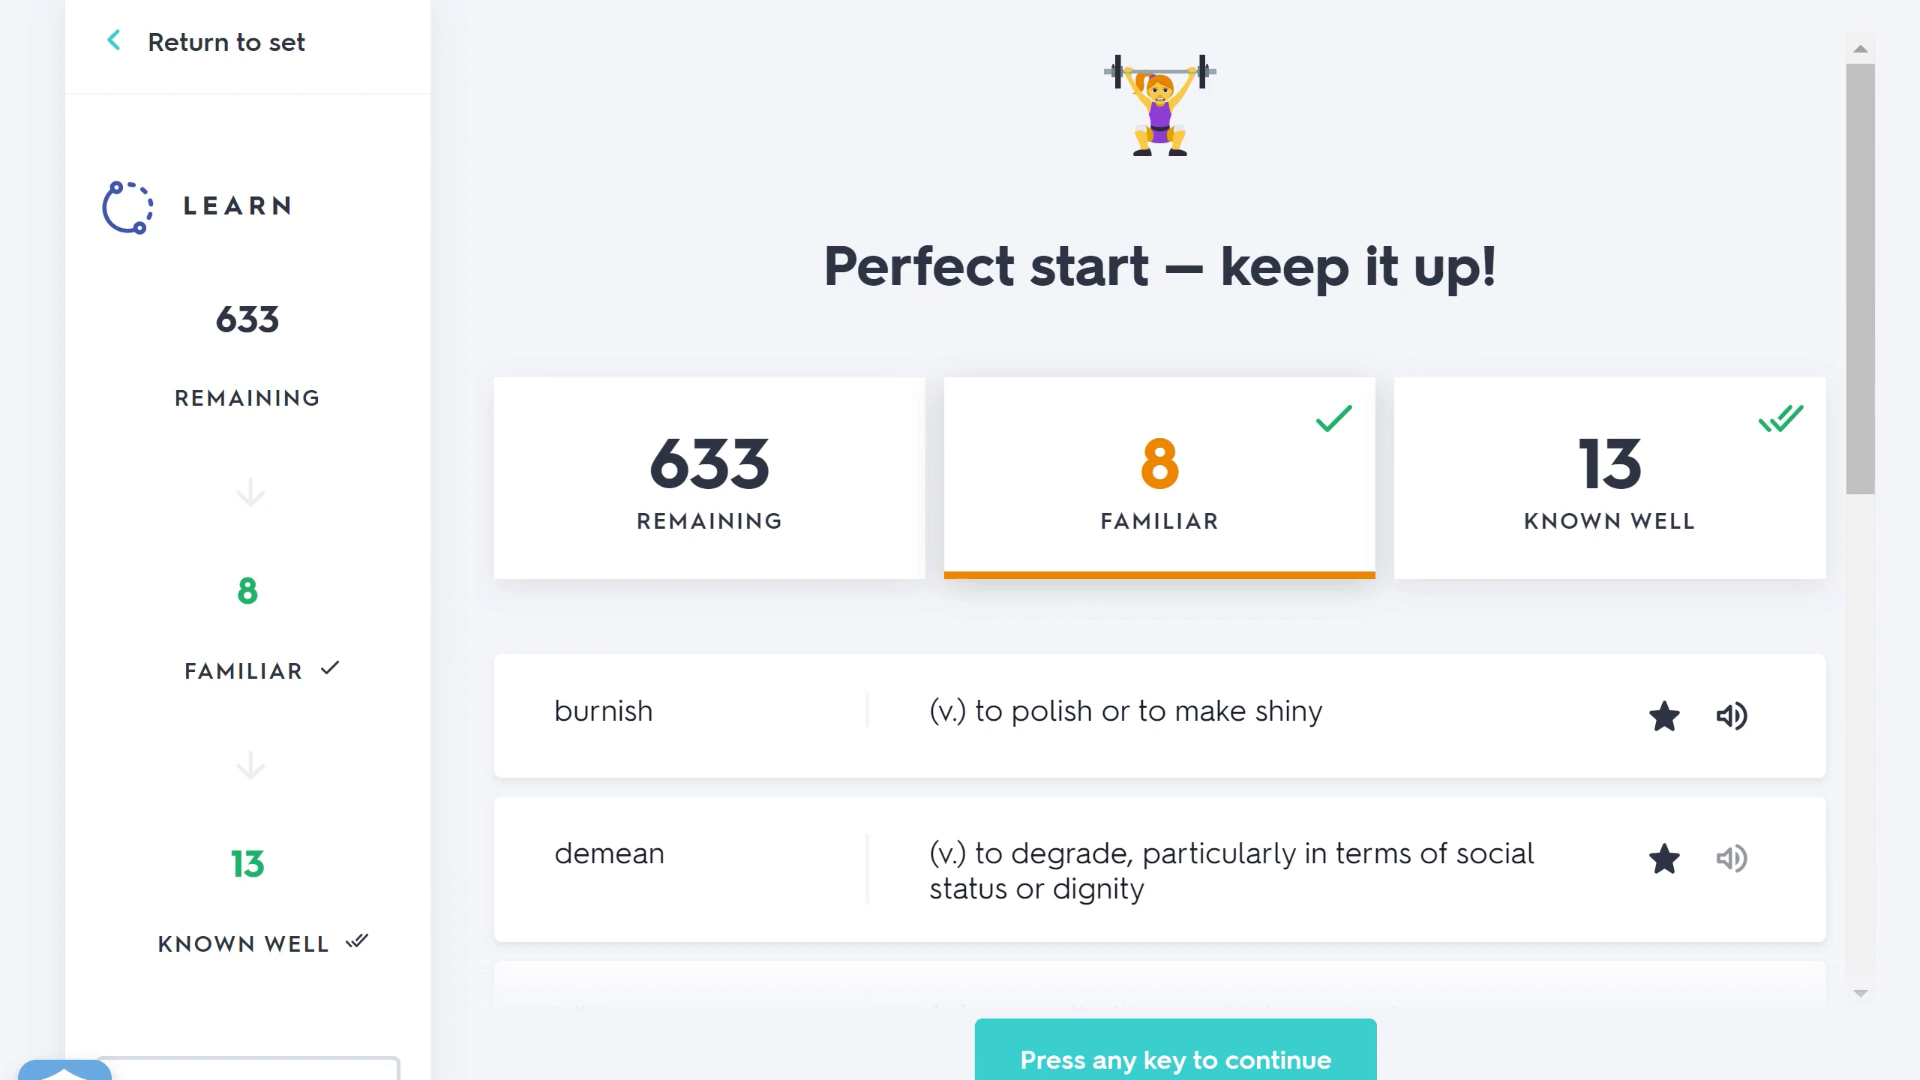 Return to set
LEARN
633
REMAINING
8
FAMILIAR
13
KNOWN WELL
Perfect start — keep it up!
633
REMAINING
8
FAMILIAR
13
KNOWN WELL
burnish
(v.) to polish or to make shiny
demean
(v.) to degrade, particularly in terms of social
status or dignity
Press any key to continue